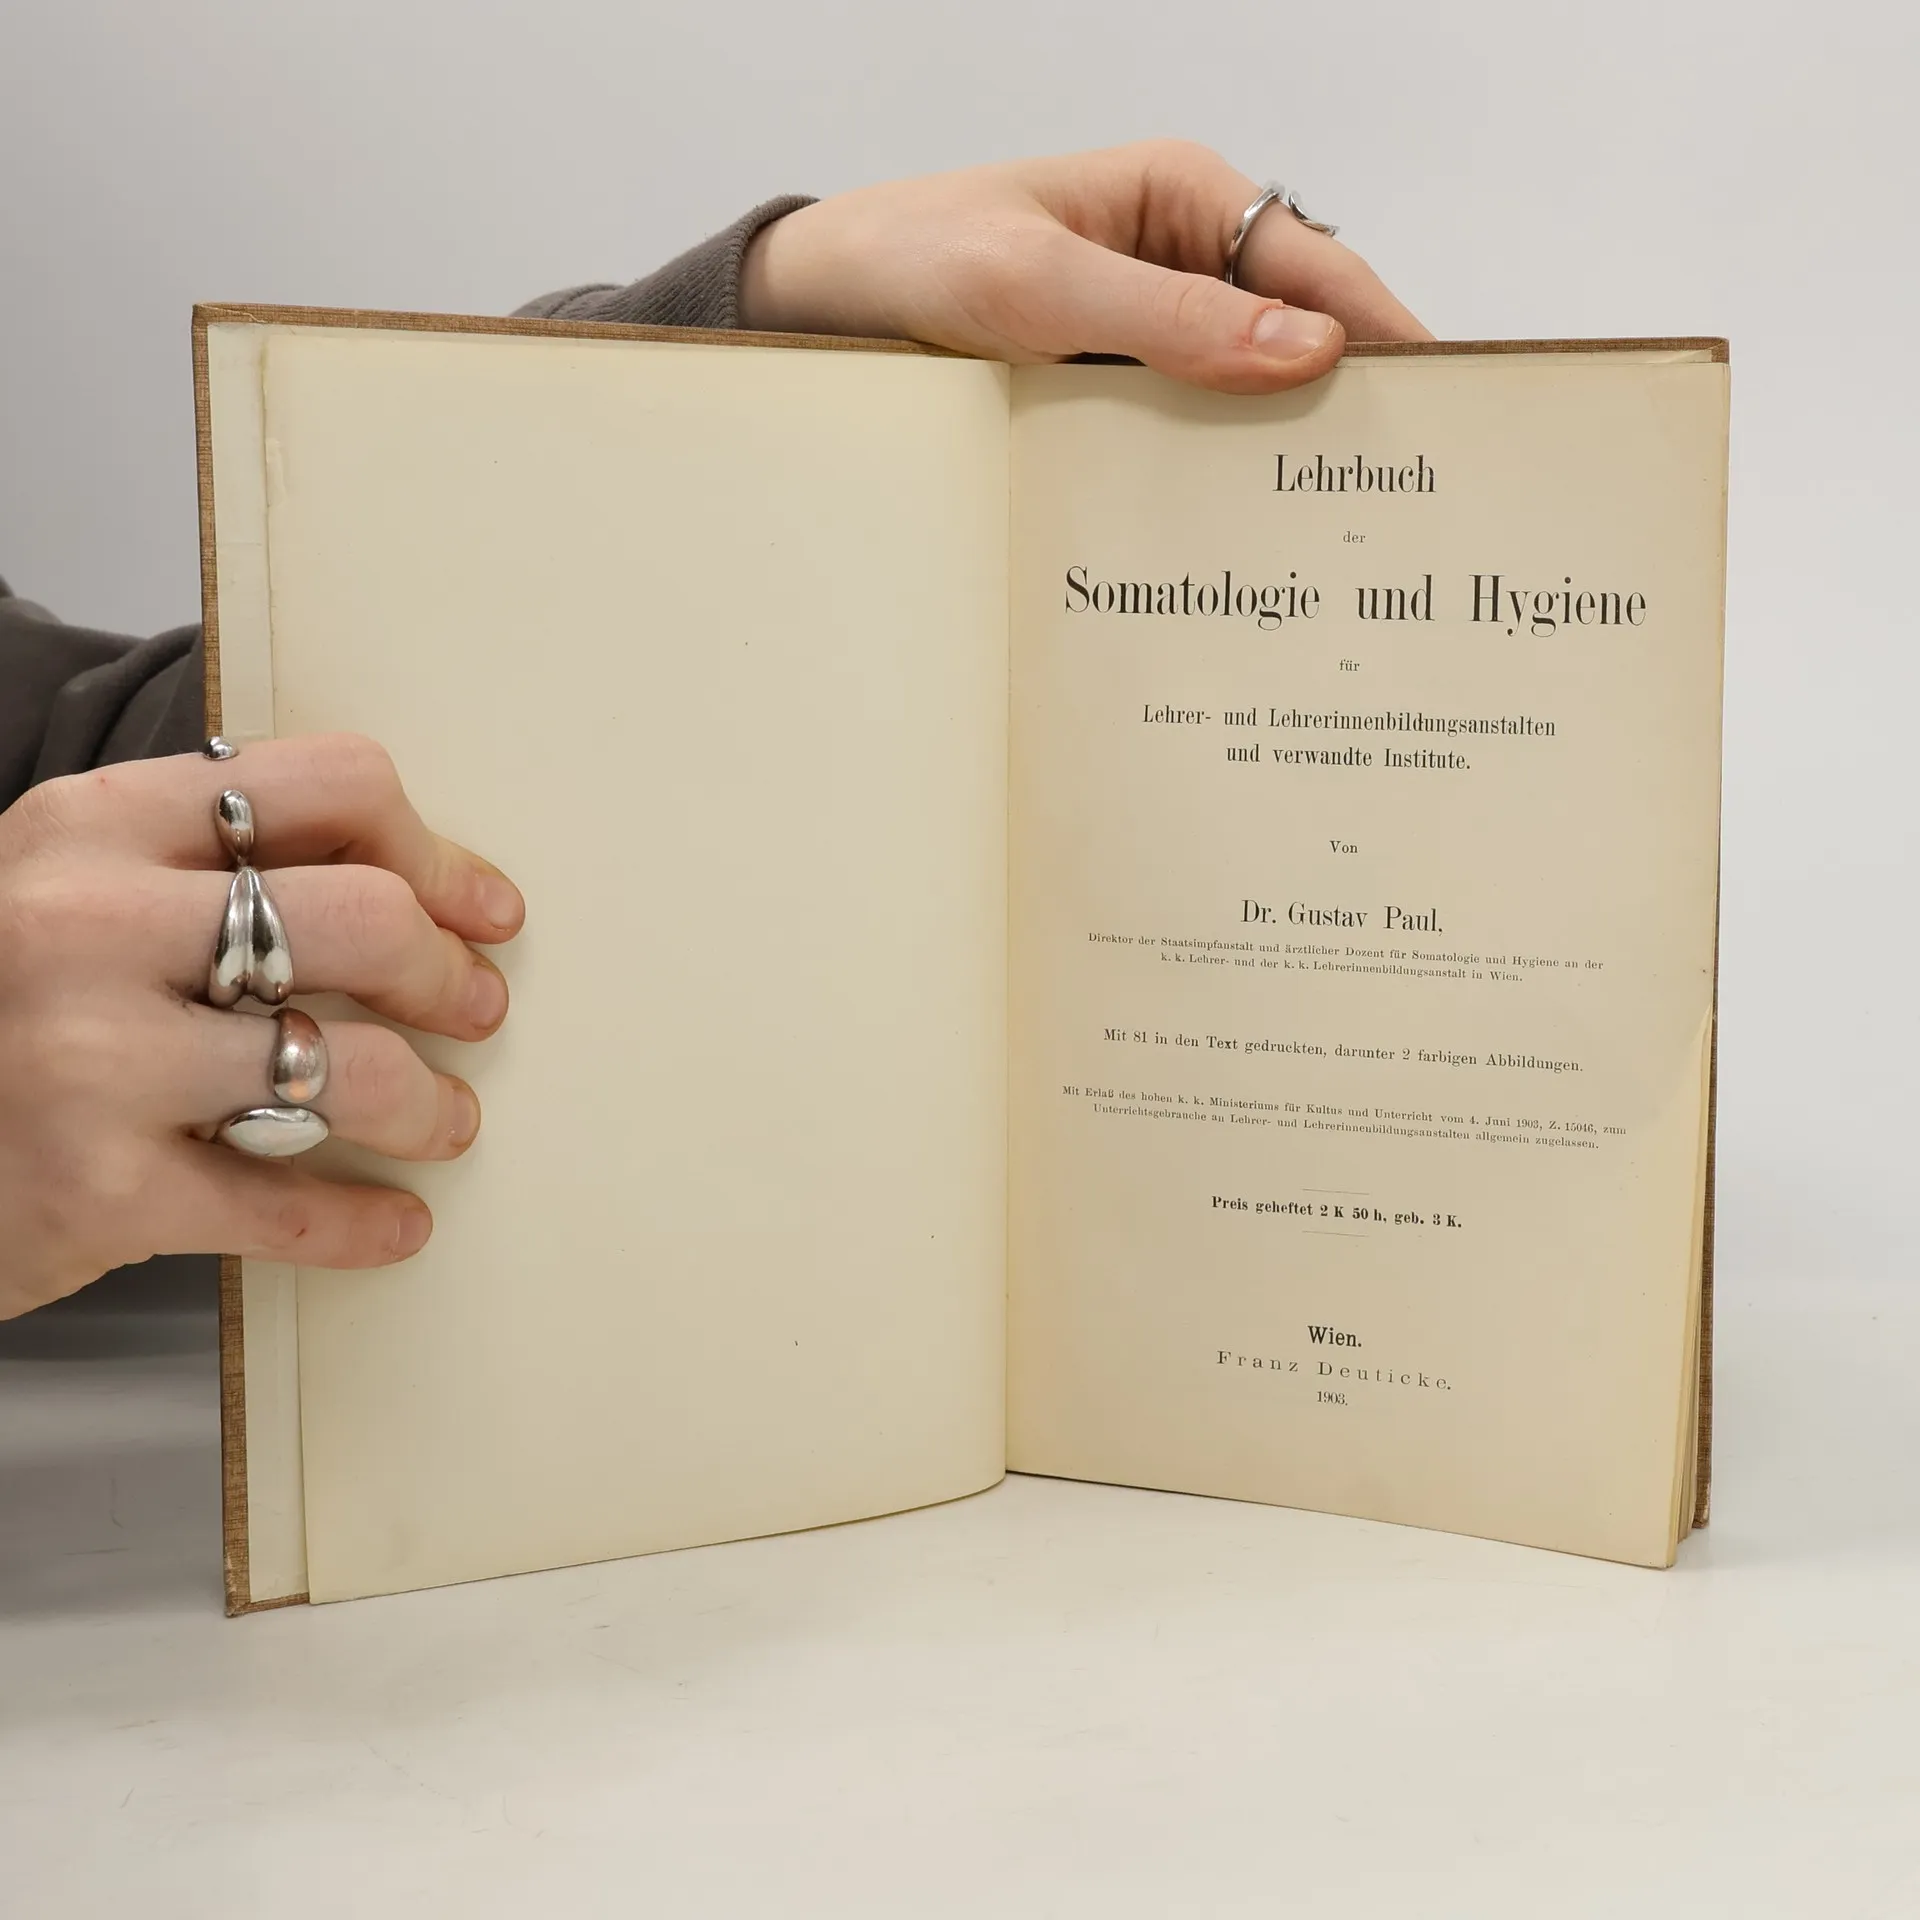 Lehrbuch
der
Somatologie und Hygiene
für
Lehrer- und Lehrerinnenbildungsanstalten
und verwandte Institute.
Von
Dr. Gustav Paul,
Direktor der Staatsimpfanstalt und ärztlicher Dozent für Somatologie und Hygiene an der
k. k. Lehrer- und der k. k. Lehrerinnenbildungsanstalt in Wien.
Mit 81 in den Text gedruckten, darunter 2 farbigen Abbildungen.
Mit Erlaß des hohen k. k. Ministeriums für Kultus und Unterricht vom 4. Juni 1903, Z. 15046, zum
Unterrichtsgebrauche an Lehrer- und Lehrerinnenbildungsanstalten allgemein zugelassen.
Preis geheftet 2 K 50 h, geb. 3 K.
Wien.
Franz Deuticke.
1903.